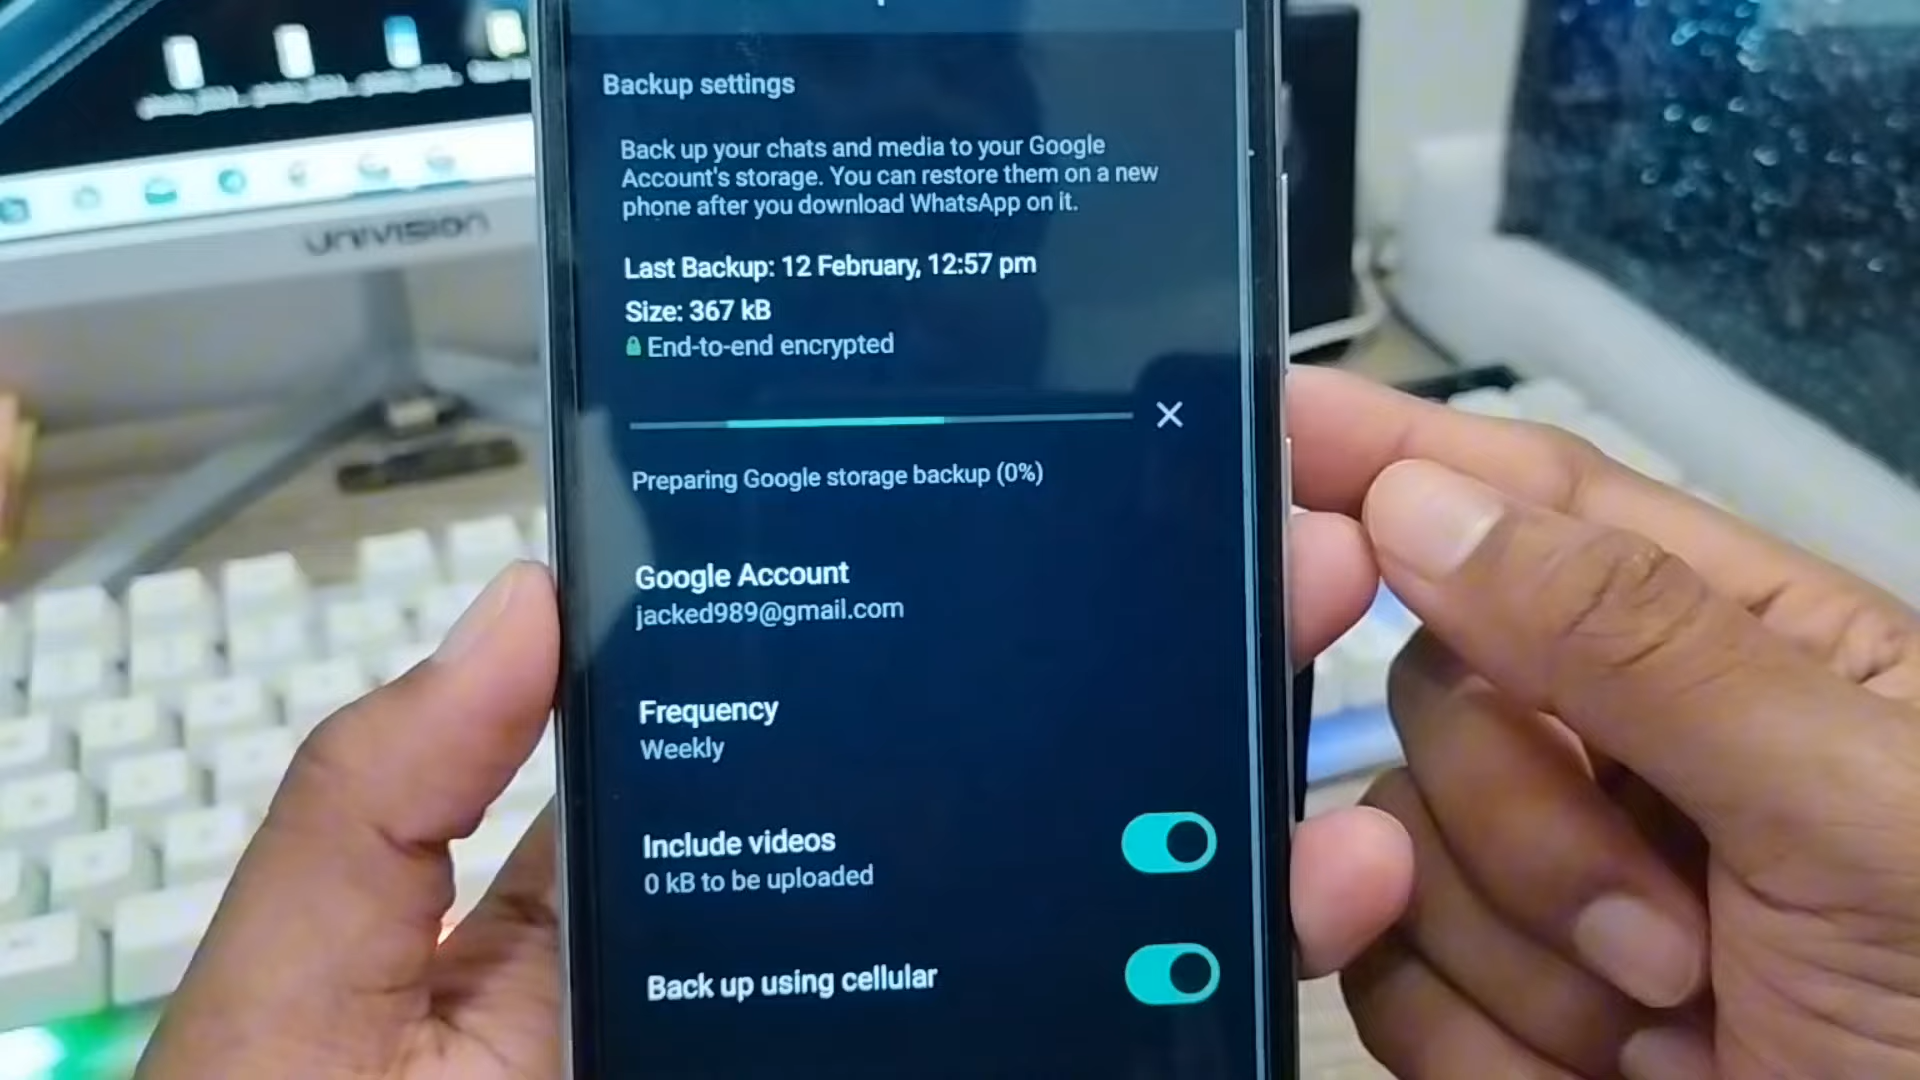 Backup settings
Back up your chats and media to your Google
Account's storage. You can restore them on a new
phone after you download WhatsApp on it.
Last Backup: 12 February, 12:57 pm
Size: 367 kB
End-to-end encrypted
Preparing Google storage backup (0%)
Google Account
jacked989@gmail.com
Frequency
Weekly
Include videos
0 kB to be uploaded
Back up using cellular
UNIVISION